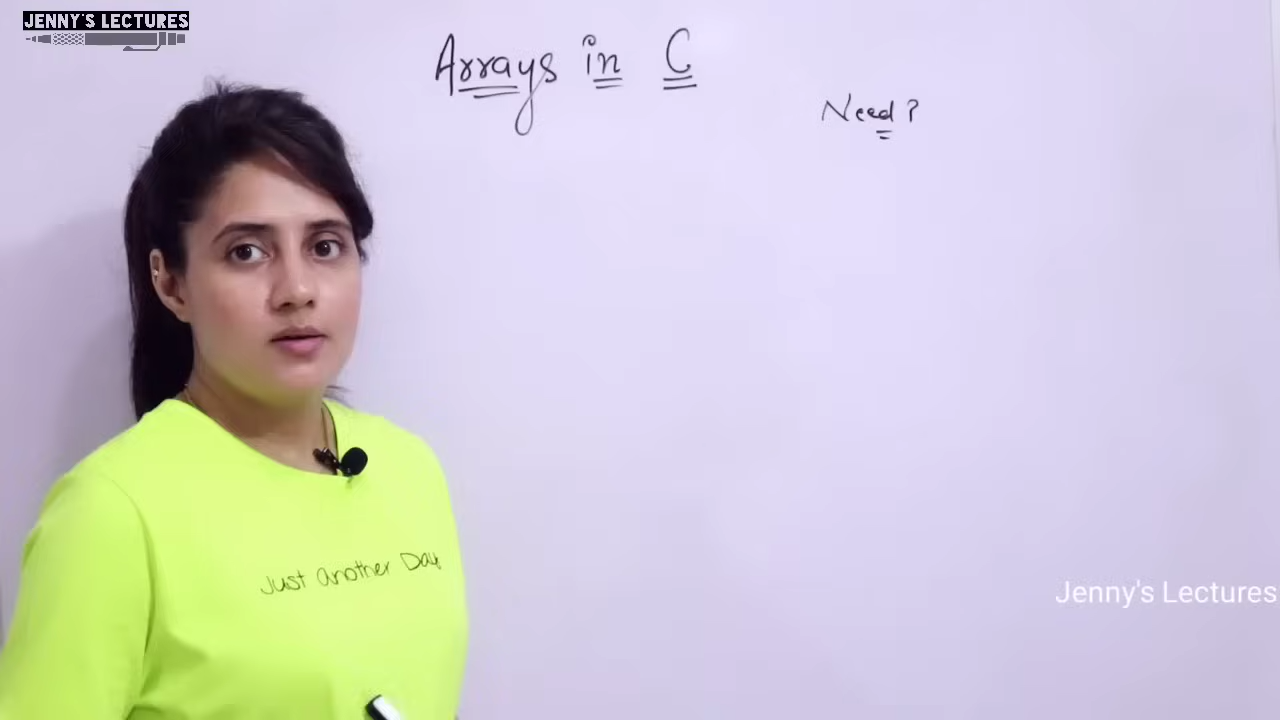 JENNY'S LECTURES
Arrays in C
Need?
Just Another Day
Jenny's Lectures